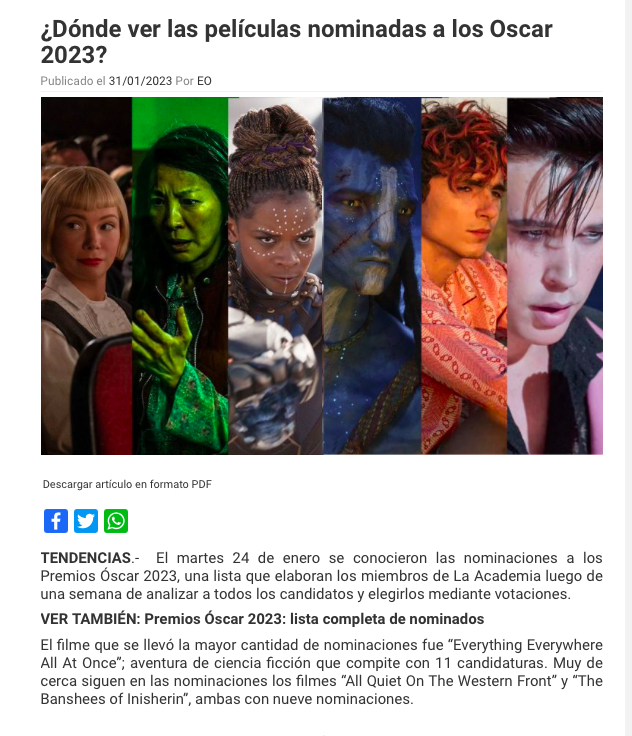 ¿Dónde ver las películas nominadas a los Oscar
2023?
Publicado el 31/01/2023 Por EO
Descargar artículo en formato PDF
TENDENCIAS.- El martes 24 de enero se conocieron las nominaciones a los
Premios Óscar 2023, una lista que elaboran los miembros de La Academia luego de
una semana de analizar a todos los candidatos y elegirlos mediante votaciones.
VER TAMBIÉN: Premios Óscar 2023: lista completa de nominados
El filme que se llevó la mayor cantidad de nominaciones fue “Everything Everywhere
All At Once”; aventura de ciencia ficción que compite con 11 candidaturas. Muy de
cerca siguen en las nominaciones los filmes “All Quiet On The Western Front” y “The
Banshees of Inisherin”, ambas con nueve nominaciones.